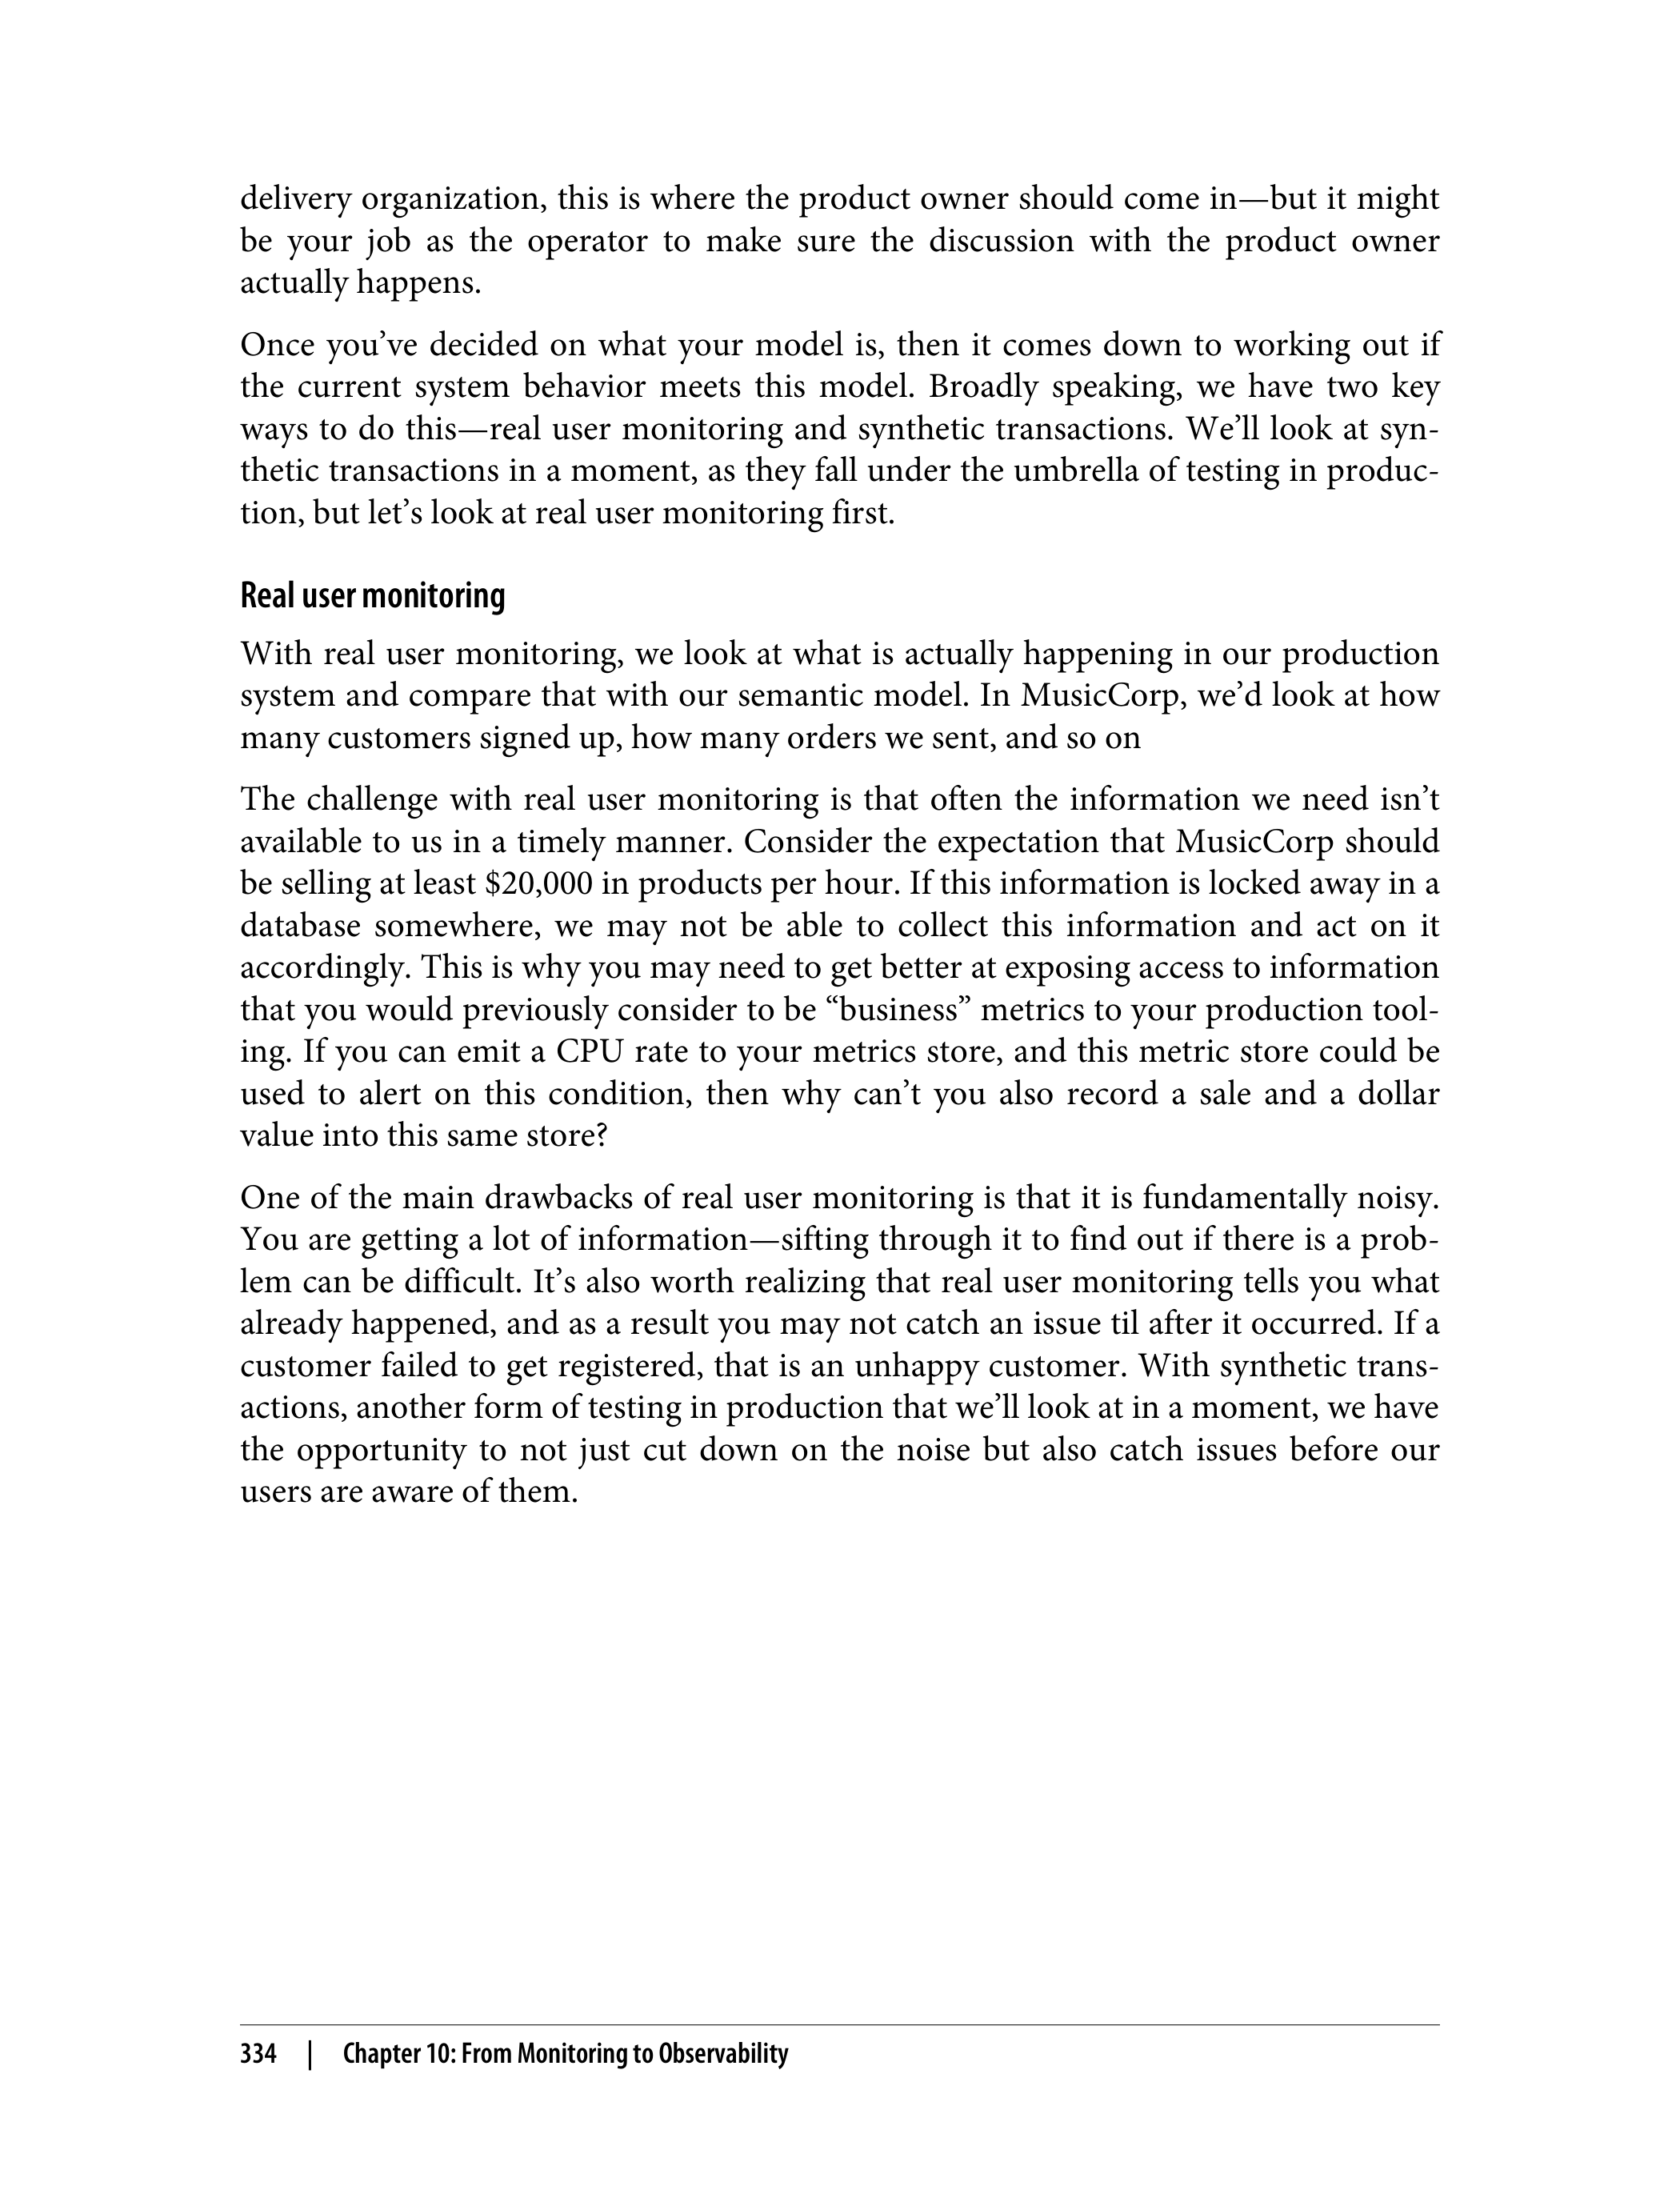 delivery organization, this is where the product owner should come in—but it might
be your job as the operator to make sure the discussion with the product owner
actually happens.
Once you’ve decided on what your model is, then it comes down to working out if
the current system behavior meets this model. Broadly speaking, we have two key
ways to do this—real user monitoring and synthetic transactions. We’ll look at syn-
thetic transactions in a moment, as they fall under the umbrella of testing in produc-
tion, but let’s look at real user monitoring first.
Real user monitoring
With real user monitoring, we look at what is actually happening in our production
system and compare that with our semantic model. In MusicCorp, we’d look at how
many customers signed up, how many orders we sent, and so on
The challenge with real user monitoring is that often the information we need isn’t
available to us in a timely manner. Consider the expectation that MusicCorp should
be selling at least $20,000 in products per hour. If this information is locked away in a
database somewhere, we may not be able to collect this information and act on it
accordingly. This is why you may need to get better at exposing access to information
that you would previously consider to be “business” metrics to your production tool-
ing. If you can emit a CPU rate to your metrics store, and this metric store could be
used to alert on this condition, then why can’t you also record a sale and a dollar
value into this same store?
One of the main drawbacks of real user monitoring is that it is fundamentally noisy.
You are getting a lot of information—sifting through it to find out if there is a prob-
lem can be difficult. It’s also worth realizing that real user monitoring tells you what
already happened, and as a result you may not catch an issue til after it occurred. If a
customer failed to get registered, that is an unhappy customer. With synthetic trans-
actions, another form of testing in production that we’ll look at in a moment, we have
the opportunity to not just cut down on the noise but also catch issues before our
users are aware of them.
334 | Chapter 10: From Monitoring to Observability